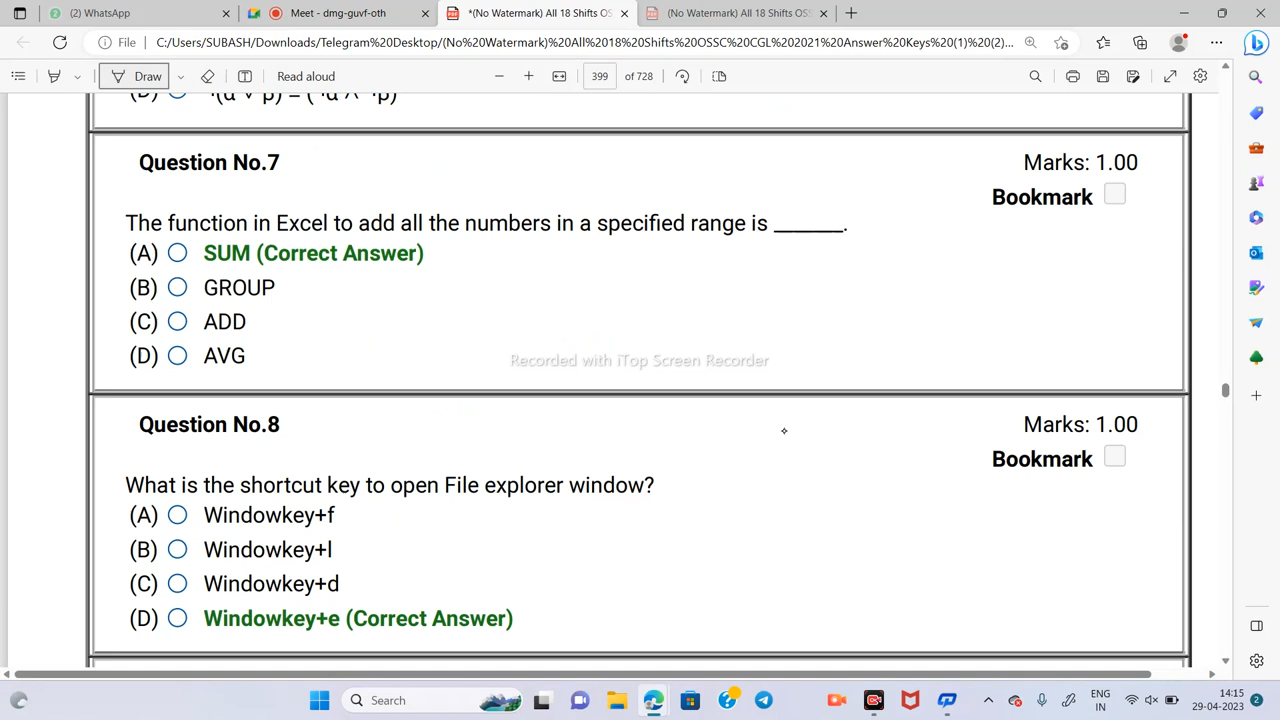 WhatsApp
Meet - dmg-guvf-oth
*(No Watermark) All 18 Shifts OS
(No Watermark) All 18 Shifts OSS
File
C:/Users/SUBASH/Downloads/Telegram%20Desktop/(No%20Watermark)%20All%2018%20Shifts%20OSSC%20CGL%202021%20Answer%20Keys%20(1)%20(2)...
Draw
Read aloud
399 of 728
Question No.7
Marks: 1.00
Bookmark
The function in Excel to add all the numbers in a specified range is _______.
(A) SUM (Correct Answer)
(B) GROUP
(C) ADD
(D) AVG
Recorded with iTop Screen Recorder
Question No.8
Marks: 1.00
Bookmark
What is the shortcut key to open File explorer window?
(A) Windowkey+f
(B) Windowkey+l
(C) Windowkey+d
(D) Windowkey+e (Correct Answer)
Search
ENG
IN
14:15
29-04-2023